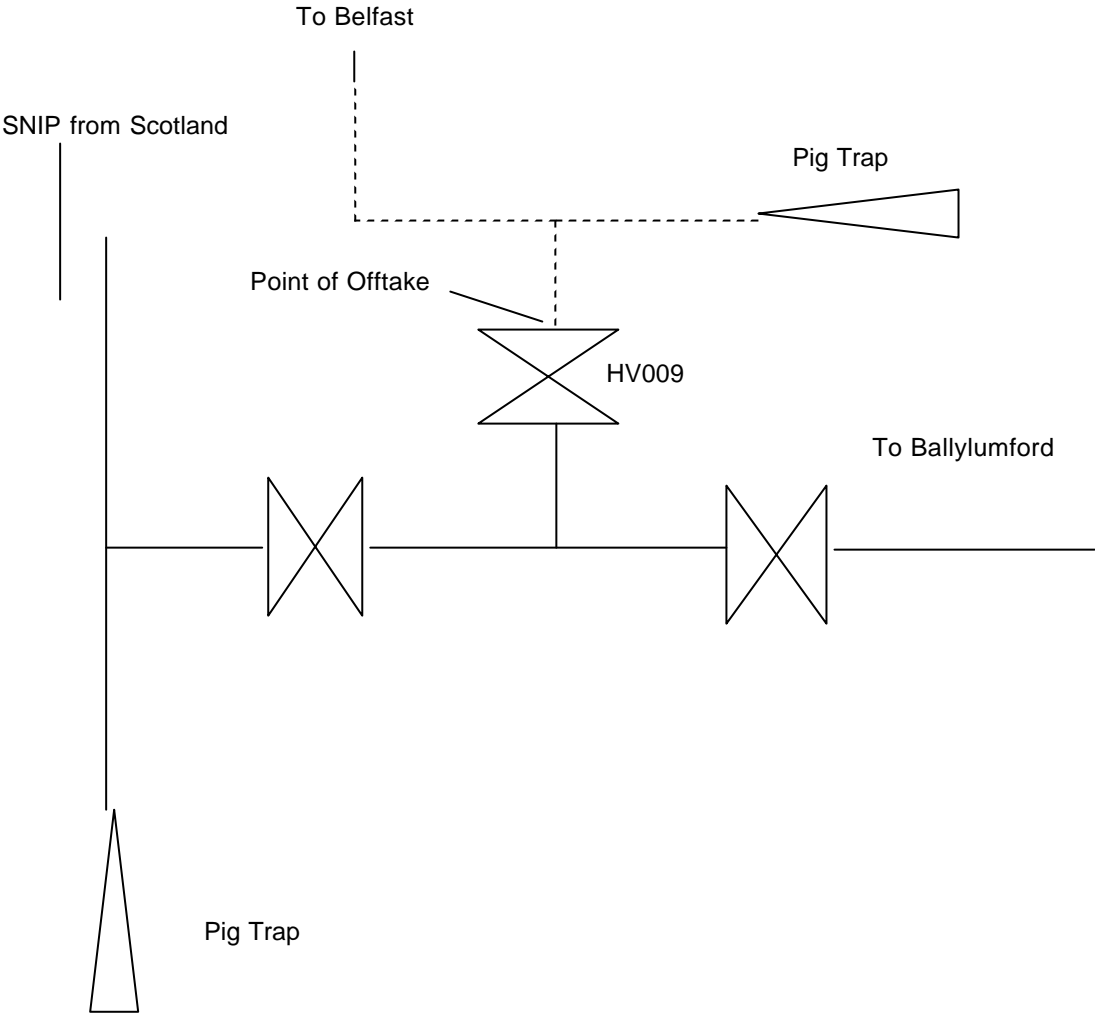 To Belfast
SNIP from Scotland
Pig Trap
Point of Offtake
HV009
To Ballylumford
Pig Trap